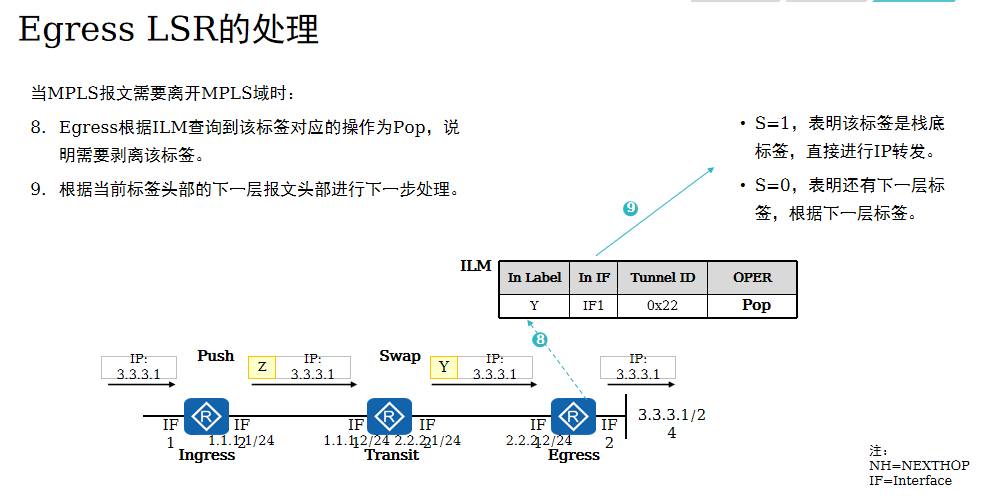 Egress LSR的处理
当MPLS报文需要离开MPLS域时：
8. Egress根据ILM查询到该标签对应的操作为Pop，说
明需要剥离该标签。
9. 根据当前标签头部的下一层报文头部进行下一步处理。
• S=1，表明该标签是栈底
标签，直接进行IP转发。
• S=0，表明还有下一层标
签，根据下一层标签。
9
ILM
In Label In IF Tunnel ID OPER
Y IF1 0x22 Pop
8
IP:
3.3.3.1
Push
Z
IP:
3.3.3.1
Swap
Y
IP:
3.3.3.1
IP:
3.3.3.1
R R R
IF
1
IF
2
IF
1
IF
2
IF
1
IF
2
1.1.1.1/24
1.1.1.2/24
2.2.2.1/24
2.2.2.2/24
3.3.3.1/2
4
Ingress
Transit
Egress
注：
NH=NEXTHOP
IF=Interface